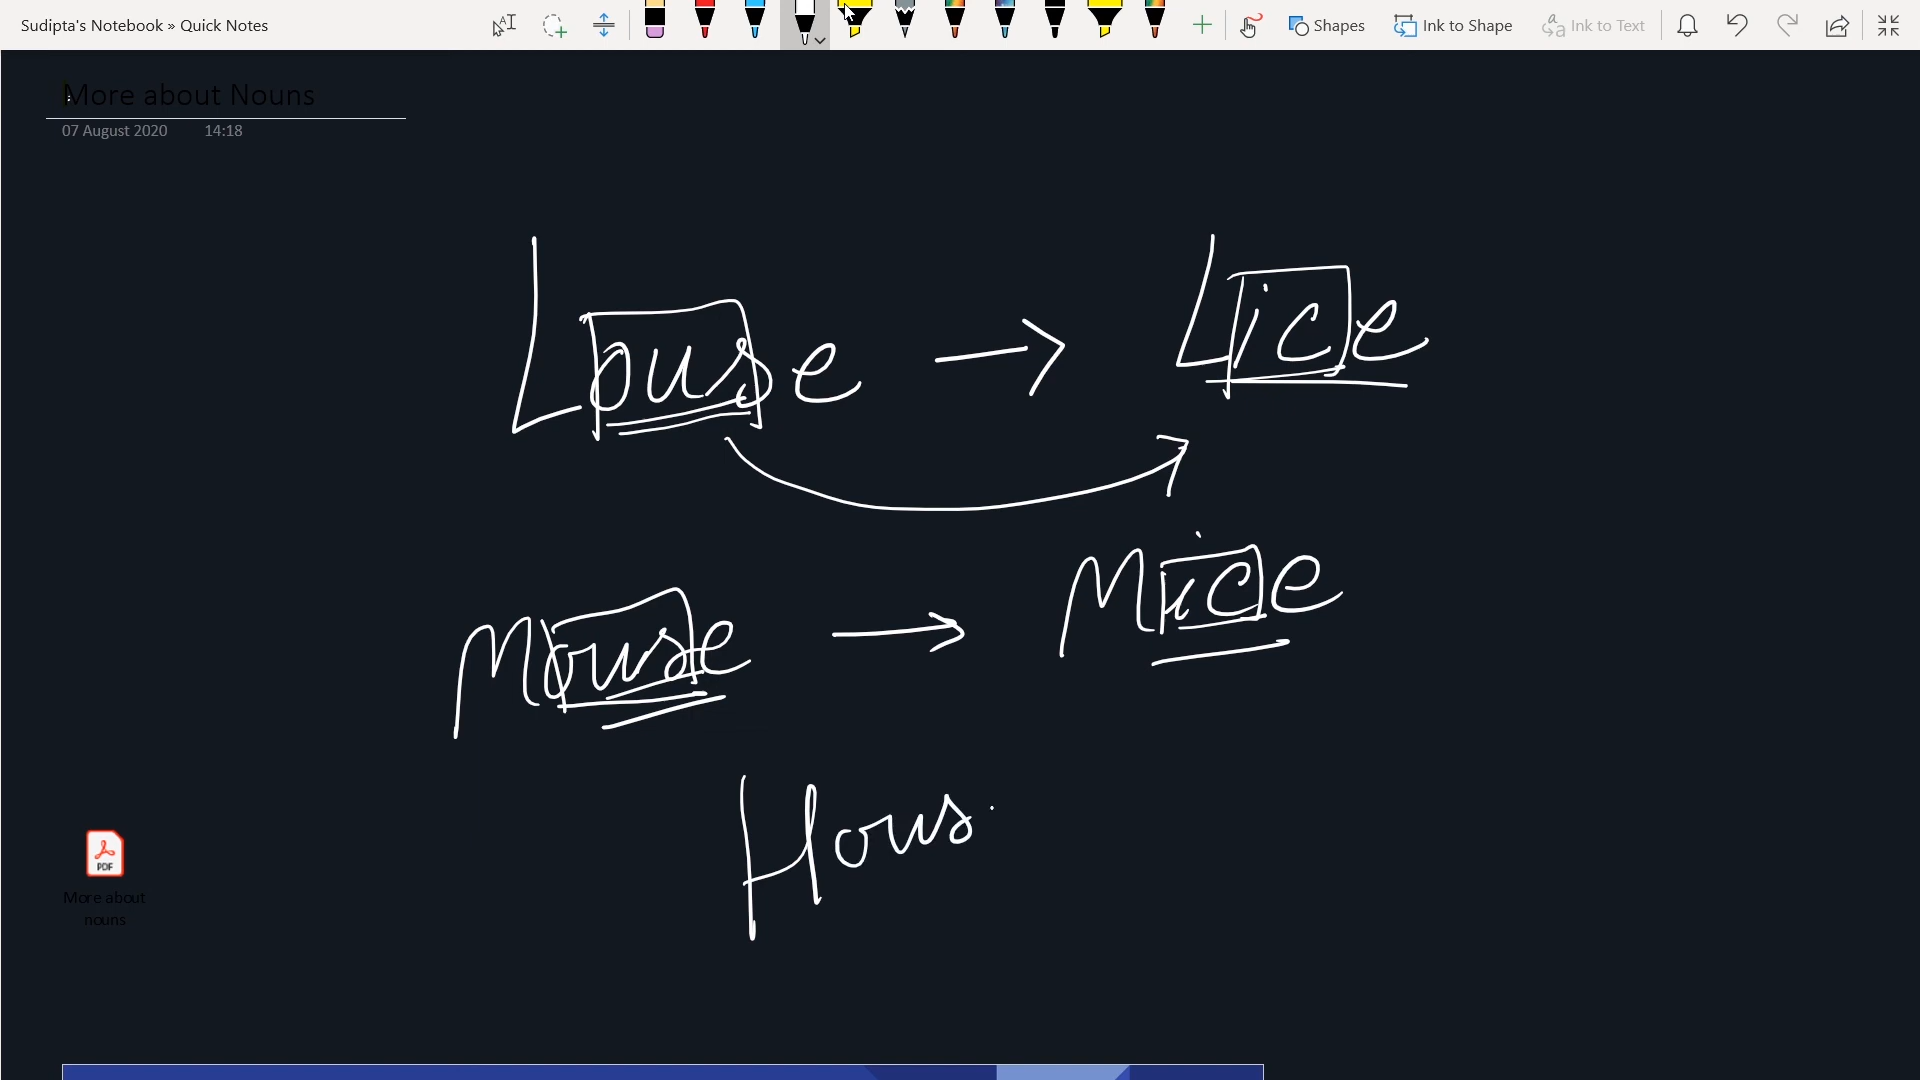 Sudipta's Notebook » Quick Notes
Shapes
Ink to Shape
Ink to Text
More about Nouns
07 August 2020 14:18
Louse → Lice
Mouse → Mice
Hous
PDF
More about
nouns